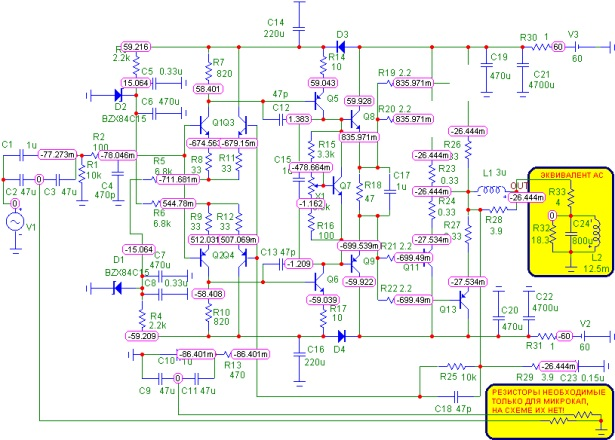 C14
220u
D3
R30 1
60
V3
60
59.216
2.2k
15.064
C5
0.33u
R7
820
58.401
R14
10
59.043
R19 2.2
835.971m
C19
470u
C21
4700u
D2
BZX84C15
C6
470u
47p
C12
Q5
1.383
59.928
Q8
R20 2.2
835.971m
835.971m
R26
33
-26.444m
C1
1u
-77.273m
R2
100
-78.046m
Q1Q3
-679.15m
R15
3.3k
-478.664m
R23
0.33
L1 3u
OUT
-26.444m
-26.444m
ЭКВИВАЛЕНТ АС
C2
47u
C3
47u
R1
10k
C4
470p
R5
6.8k
R8
33
R11
33
-711.681m
C15
Q7
R18
47
C17
1u
R24
0.33
R28
3.9
R33
4
0
0
V1
R6
6.8k
544.78m
R9
33
R12
33
-1.162
R16
100
R27
33
R32
18.3
C24
800u
L2
12.5m
-15.064
D1
BZX84C15
C7
470u
C8
0.33u
507.069m
Q2Q4
C13 47p
-1.209
-699.539m
Q9
-59.922
R21 2.2
-699.49m
Q11
-27.534m
-27.534m
Q13
-58.408
R10
820
Q6
-59.039
R17
10
R22 2.2
-699.49m
C20
470u
C22
4700u
R4
2.2k
-59.209
C16
220u
D4
R31
1
-60
V2
60
-86.401m
-86.401m
R13
470
C9
47u
0
C11 47u
R25 10k
C18 47p
R29
3.9
-26.444m
C23 0.15u
РЕЗИСТОРЫ НЕОБХОДИМЫЕ
ТОЛЬКО ДЛЯ МИКРОКАП,
НА СХЕМЕ ИХ НЕТ!